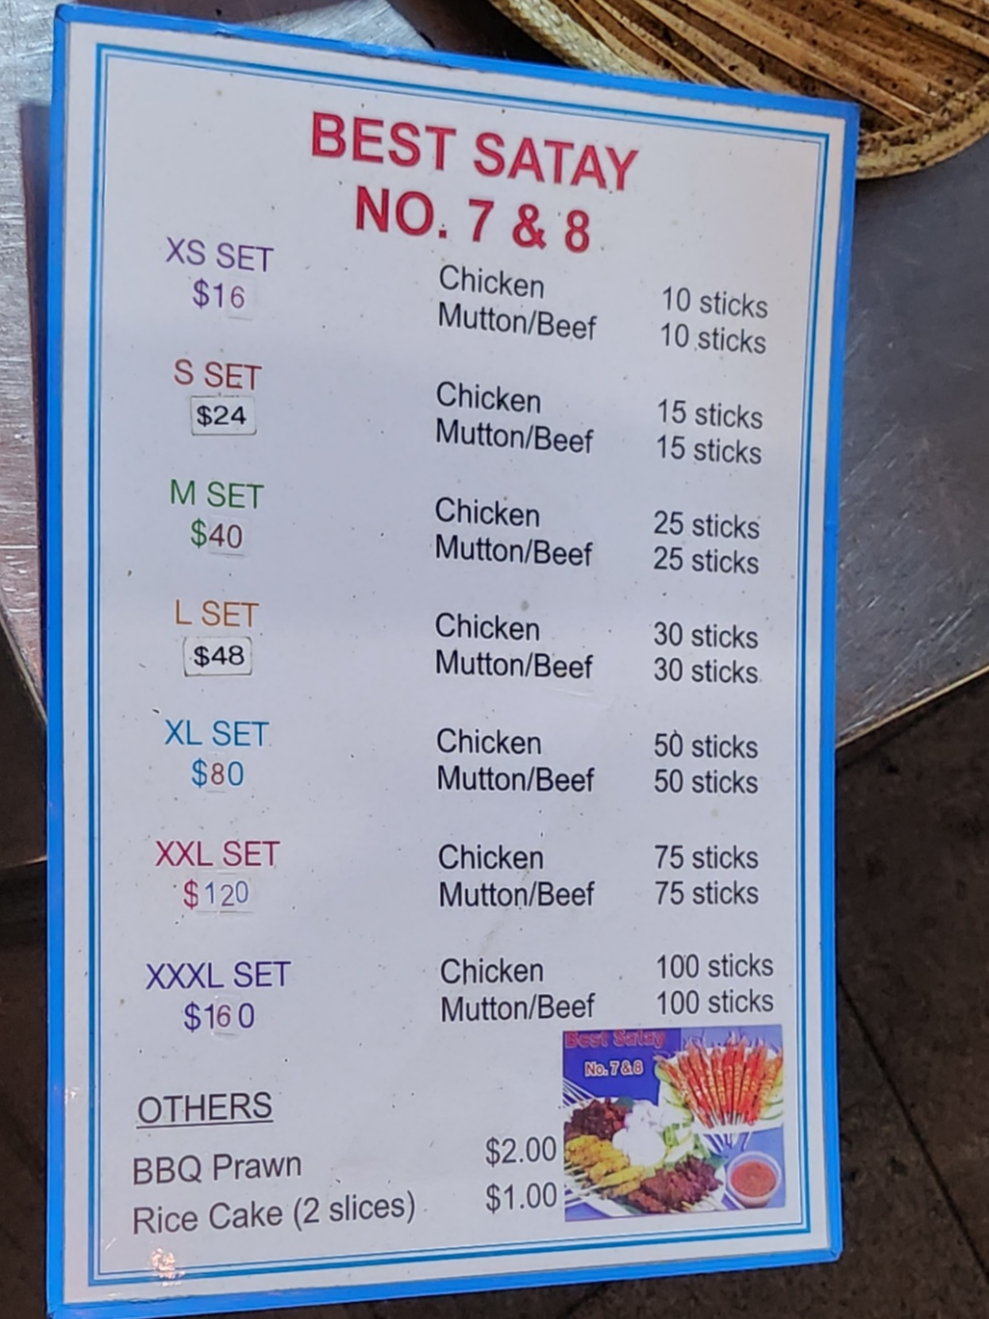 BEST SATAY
NO. 7 & 8
XS SET
$16
Chicken 10 sticks
Mutton/Beef 10 sticks
S SET
$24
Chicken 15 sticks
Mutton/Beef 15 sticks
M SET
$40
Chicken 25 sticks
Mutton/Beef 25 sticks
L SET
$48
Chicken 30 sticks
Mutton/Beef 30 sticks
XL SET
$80
Chicken 50 sticks
Mutton/Beef 50 sticks
XXL SET
$120
Chicken 75 sticks
Mutton/Beef 75 sticks
XXXL SET
$160
Chicken 100 sticks
Mutton/Beef 100 sticks
Best Satay
No. 7 & 8
OTHERS
BBQ Prawn $2.00
Rice Cake (2 slices) $1.00